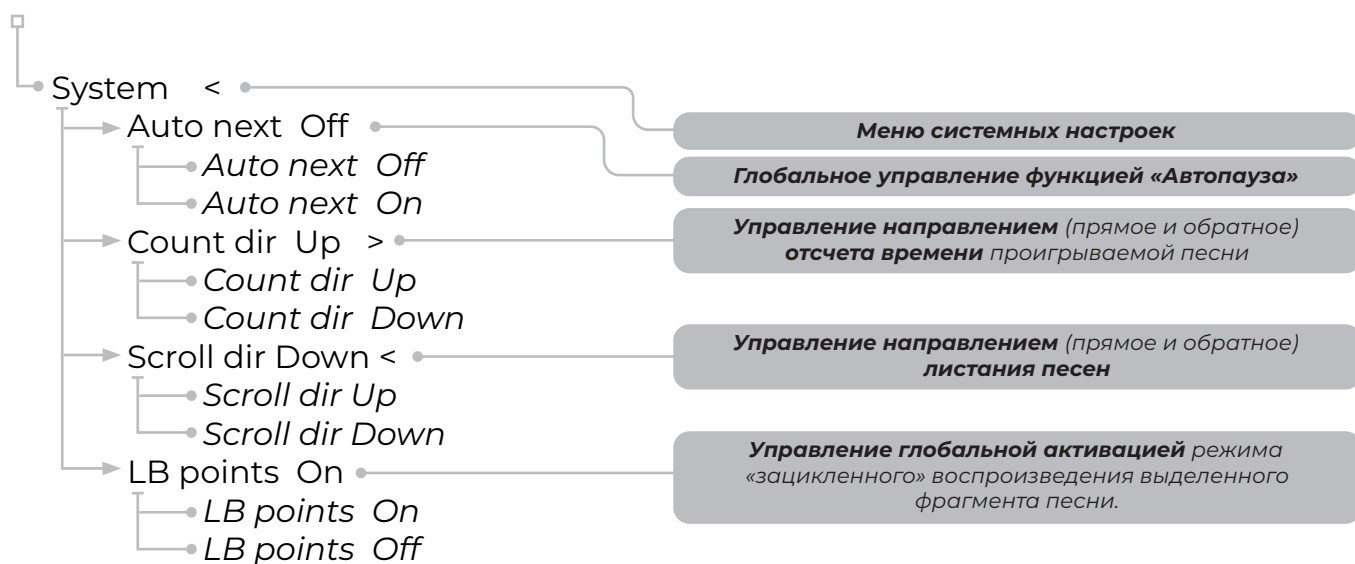 System <
Меню системных настроек
Auto next Off
Глобальное управление функцией «Автопауза»
Auto next Off
Auto next On
Count dir Up >
Управление направлением (прямое и обратное)
отсчета времени проигрываемой песни
Count dir Up
Count dir Down
Scroll dir Down <
Управление направлением (прямое и обратное)
листания песен
Scroll dir Up
Scroll dir Down
LB points On
Управление глобальной активацией режима
«зацикленного» воспроизведения выделенного
фрагмента песни.
LB points On
LB points Off